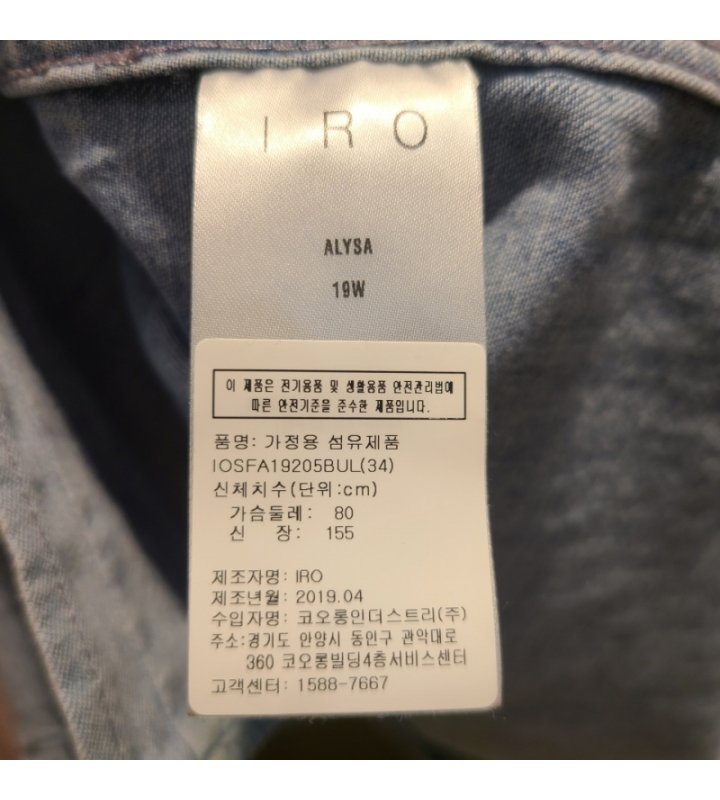 IRO
ALYSA
19W
이 제품은 전기용품 및 생활용품 안전관리법에
따른 안전기준을 준수한 제품입니다.
품명: 가정용 섬유제품
IOSFA19205BUL(34)
신체치수(단위:cm)
가슴둘레: 80
신 장: 155
제조자명: IRO
제조년월: 2019.04
수입자명: 코오롱인더스트리(주)
주소:경기도 안양시 동인구 관악대로
360 코오롱빌딩4층서비스센터
고객센터: 1588-7667